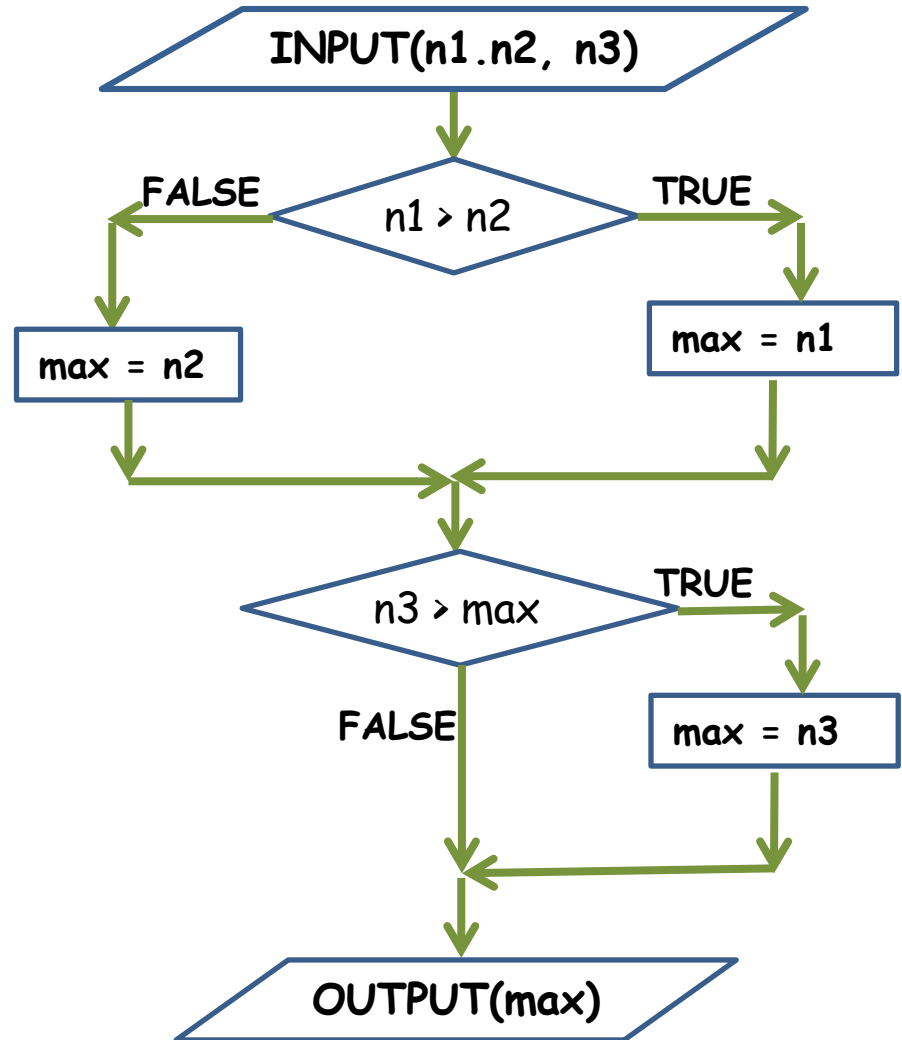 INPUT(n1.n2, n3)
FALSE
n1 > n2
TRUE
max = n2
max = n1
n3 > max
TRUE
FALSE
max = n3
OUTPUT(max)